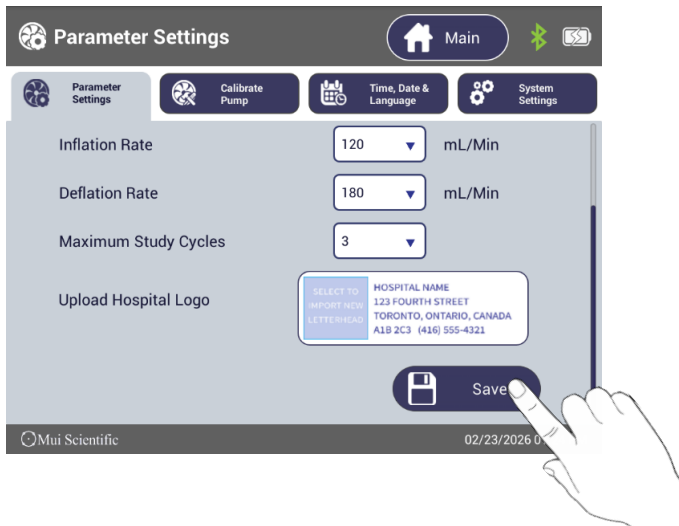 Parameter Settings
Main
Parameter
Settings
Calibrate
Pump
Time, Date &
Language
System
Settings
Inflation Rate 120 mL/Min
Deflation Rate 180 mL/Min
Maximum Study Cycles 3
Upload Hospital Logo
SELECT TO
IMPORT NEW
LETTERHEAD
HOSPITAL NAME
123 FOURTH STREET
TORONTO, ONTARIO, CANADA
A1B 2C3 (416) 555-4321
Save
Mui Scientific
02/23/2026